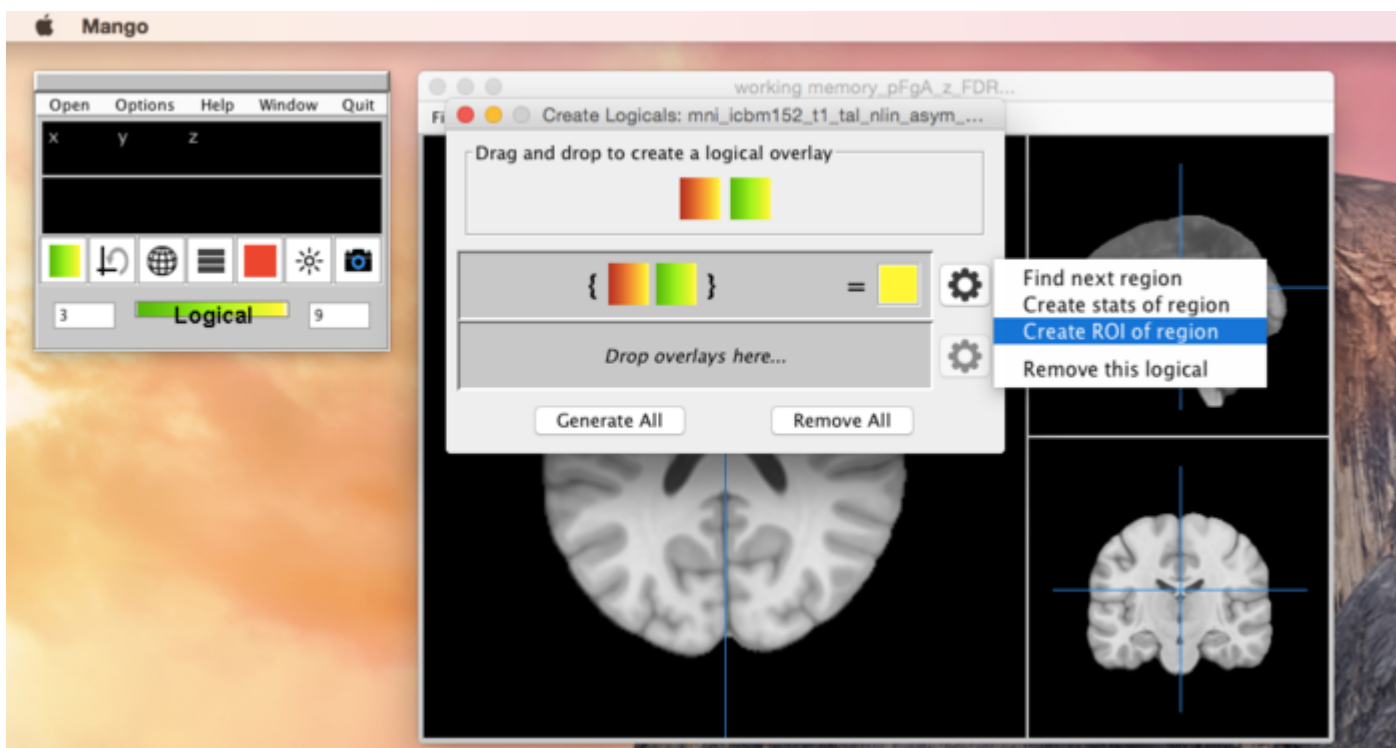 Mango
Open Options Help Window Quit
x y z
3 Logical 9
working memory_pFgA_z_FDR...
Fi
Create Logicals: mni_icbm152_t1_tal_nlin_asym_...
Drag and drop to create a logical overlay
{ } =
Drop overlays here...
Generate All Remove All
Find next region
Create stats of region
Create ROI of region
Remove this logical